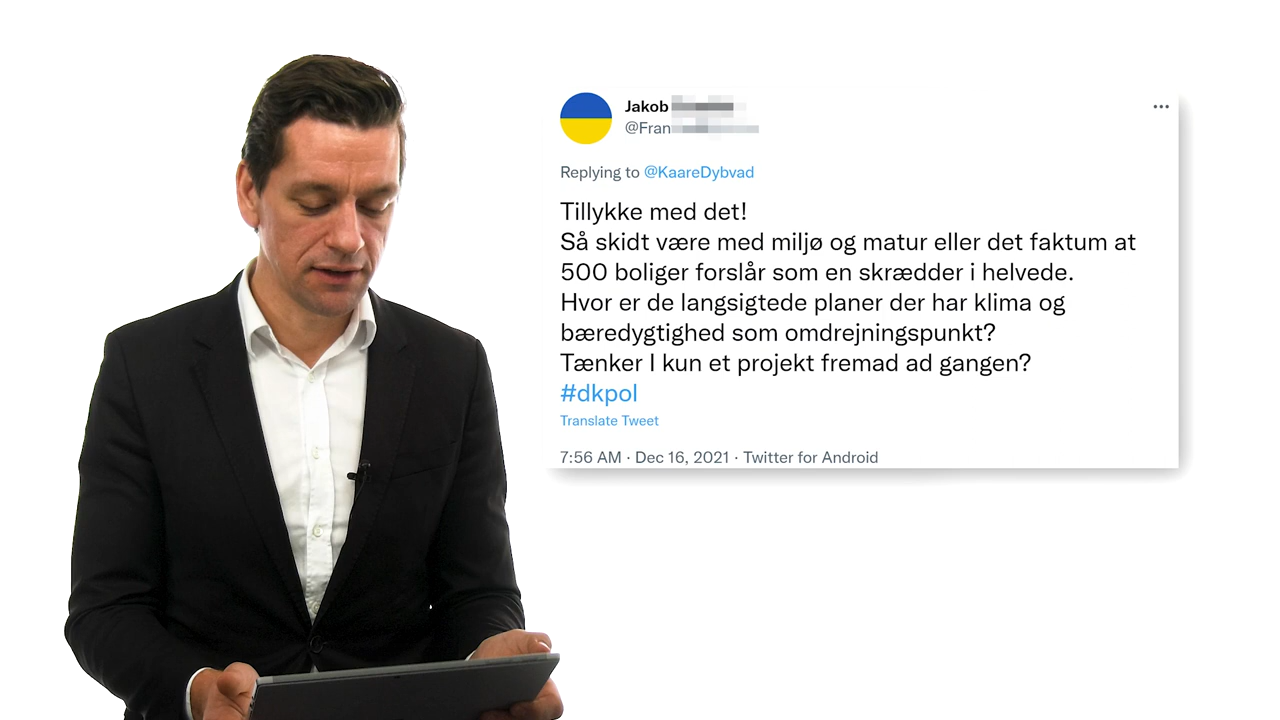 Jakob
@Fran
Replying to @KaareDybvad
Tillykke med det!
Så skidt være med miljø og matur eller det faktum at
500 boliger forslår som en skrædder i helvede.
Hvor er de langsigtede planer der har klima og
bæredygtighed som omdrejningspunkt?
Tænker I kun et projekt fremad ad gangen?
#dkpol
Translate Tweet
7:56 AM · Dec 16, 2021 · Twitter for Android